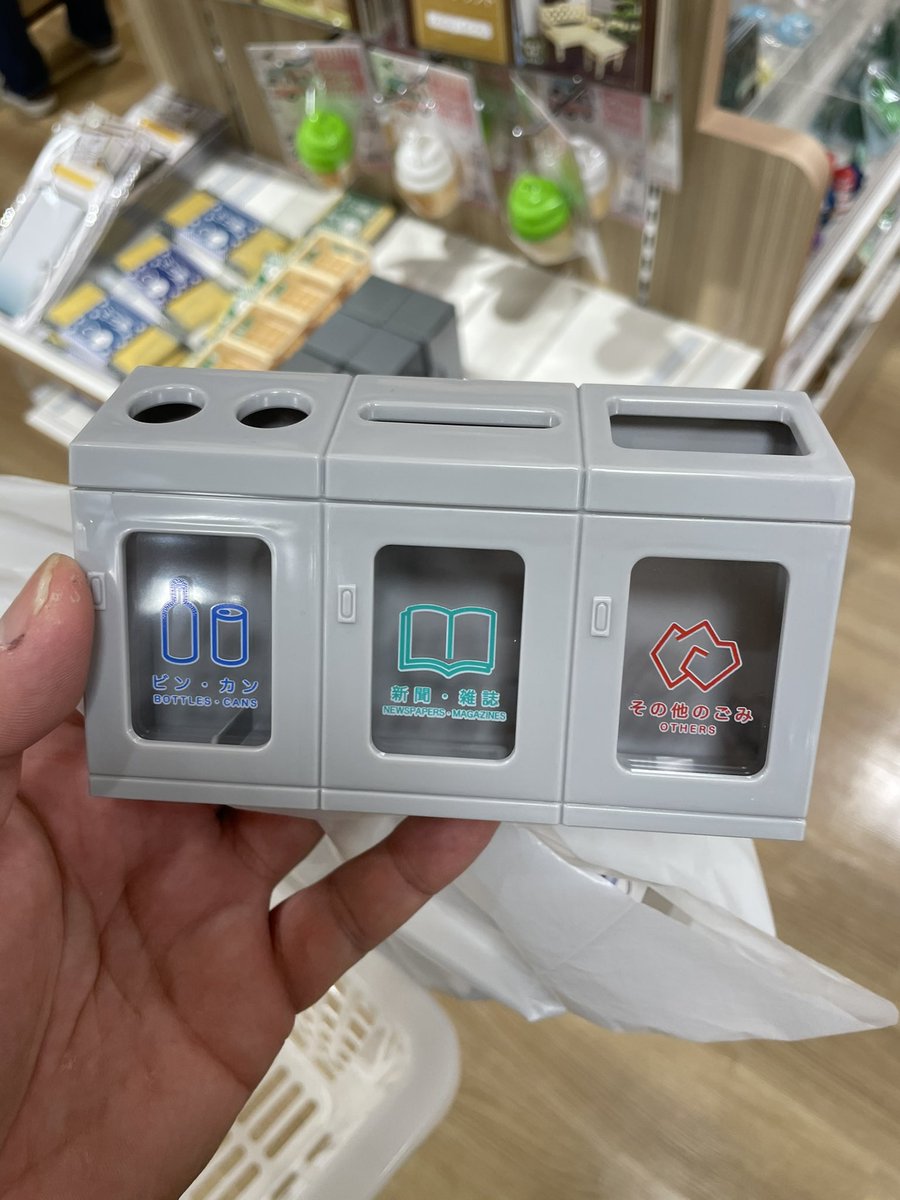 ビン・カン
BOTTLES・CANS
新聞・雑誌
NEWSPAPERS・MAGAZINES
その他のごみ
OTHERS